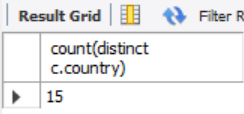 Result Grid Filter R
count(distinct
c.country)
15